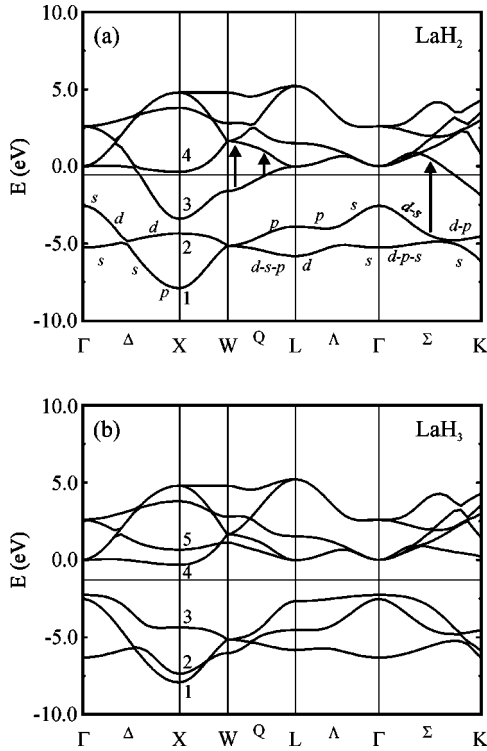 (a) LaH₂
10.0
5.0
0.0
-5.0
-10.0
E (eV)
4
3
2
1
s d d s s p
p p d-s-p d s
d-s d-p d-p-s s
Γ Δ X W Q L Λ Γ Σ K
(b) LaH₃
10.0
5.0
0.0
-5.0
-10.0
E (eV)
5
4
3
2
1
Γ Δ X W Q L Λ Γ Σ K